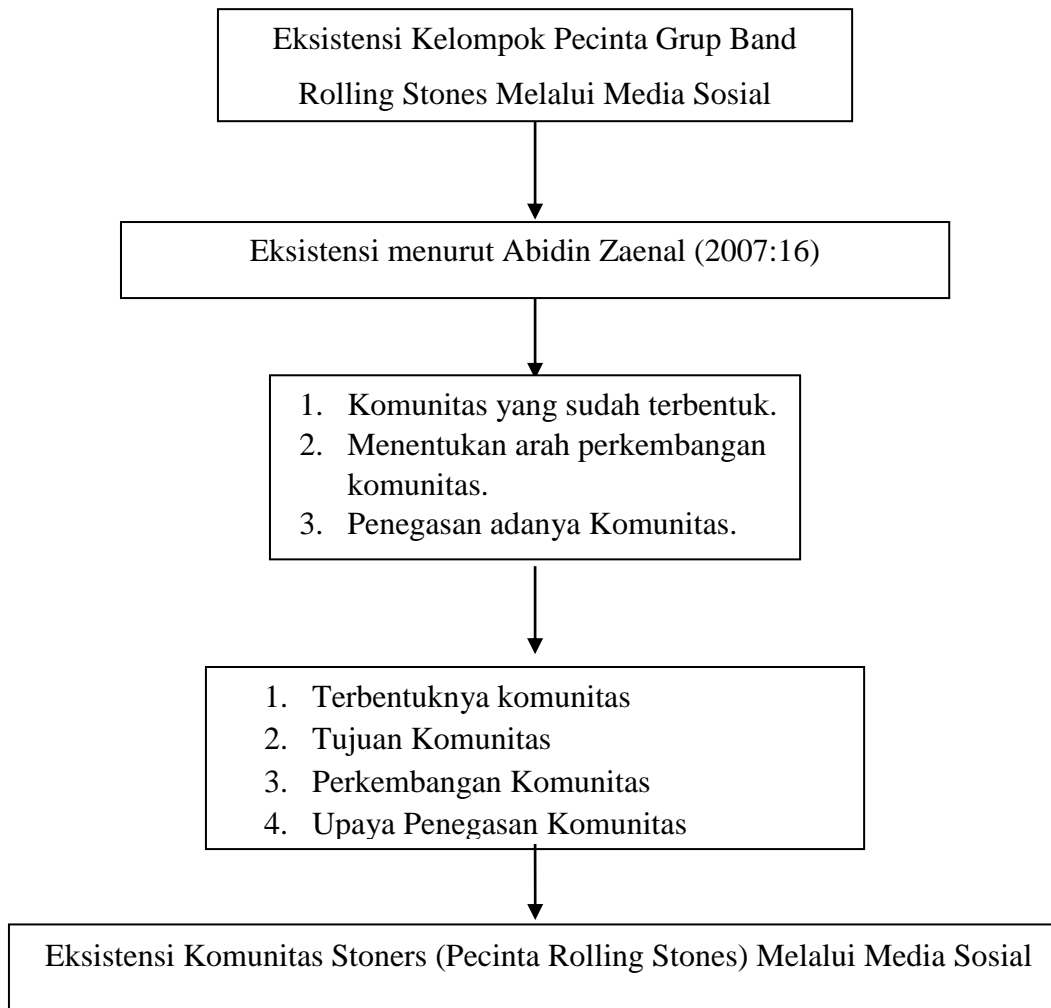 Eksistensi Kelompok Pecinta Grup Band
Rolling Stones Melalui Media Sosial
Eksistensi menurut Abidin Zaenal (2007:16)
1. Komunitas yang sudah terbentuk.
2. Menentukan arah perkembangan
komunitas.
3. Penegasan adanya Komunitas.
1. Terbentuknya komunitas
2. Tujuan Komunitas
3. Perkembangan Komunitas
4. Upaya Penegasan Komunitas
Eksistensi Komunitas Stoners (Pecinta Rolling Stones) Melalui Media Sosial